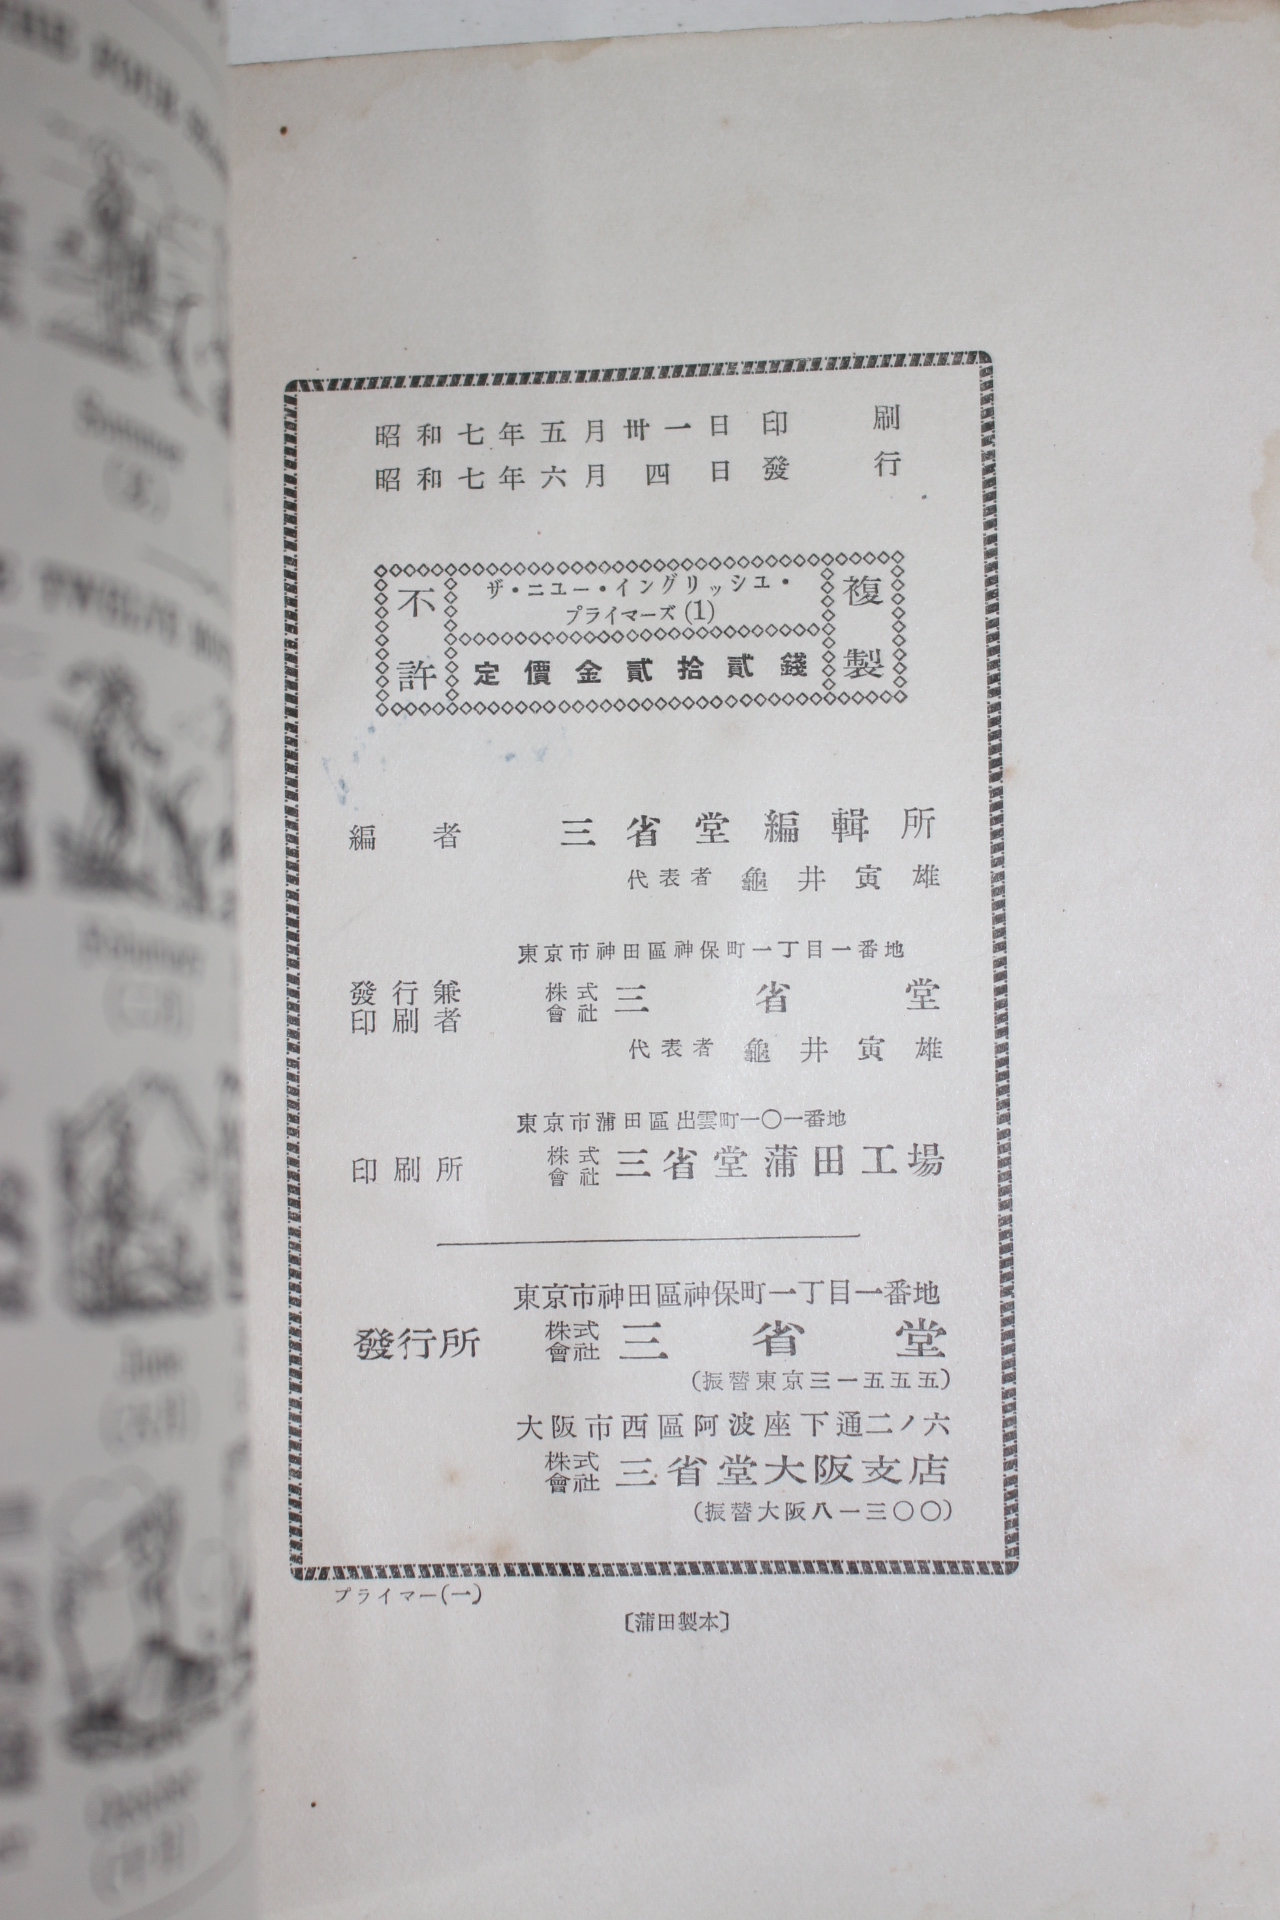 昭和七年五月卅一日印刷
昭和七年六月四日發行
不許
複製
ザ・ニユー・イングリッシユ・
プライマーズ(1)
定價金貳拾貳錢
編者 三省堂編輯所
代表者 龜井寅雄
東京市神田區神保町一丁目一番地
發行兼
印刷者
株式
會社 三省堂
代表者 龜井寅雄
東京市蒲田區出雲町一〇一番地
印刷所 株式
會社 三省堂蒲田工場
東京市神田區神保町一丁目一番地
發行所 株式
會社 三省堂
(振替東京三一五五五)
大阪市西區阿波座下通二ノ六
株式
會社 三省堂大阪支店
(振替大阪八一三〇〇)
プライマー(一)
〔蒲田製本〕
June
(六月)